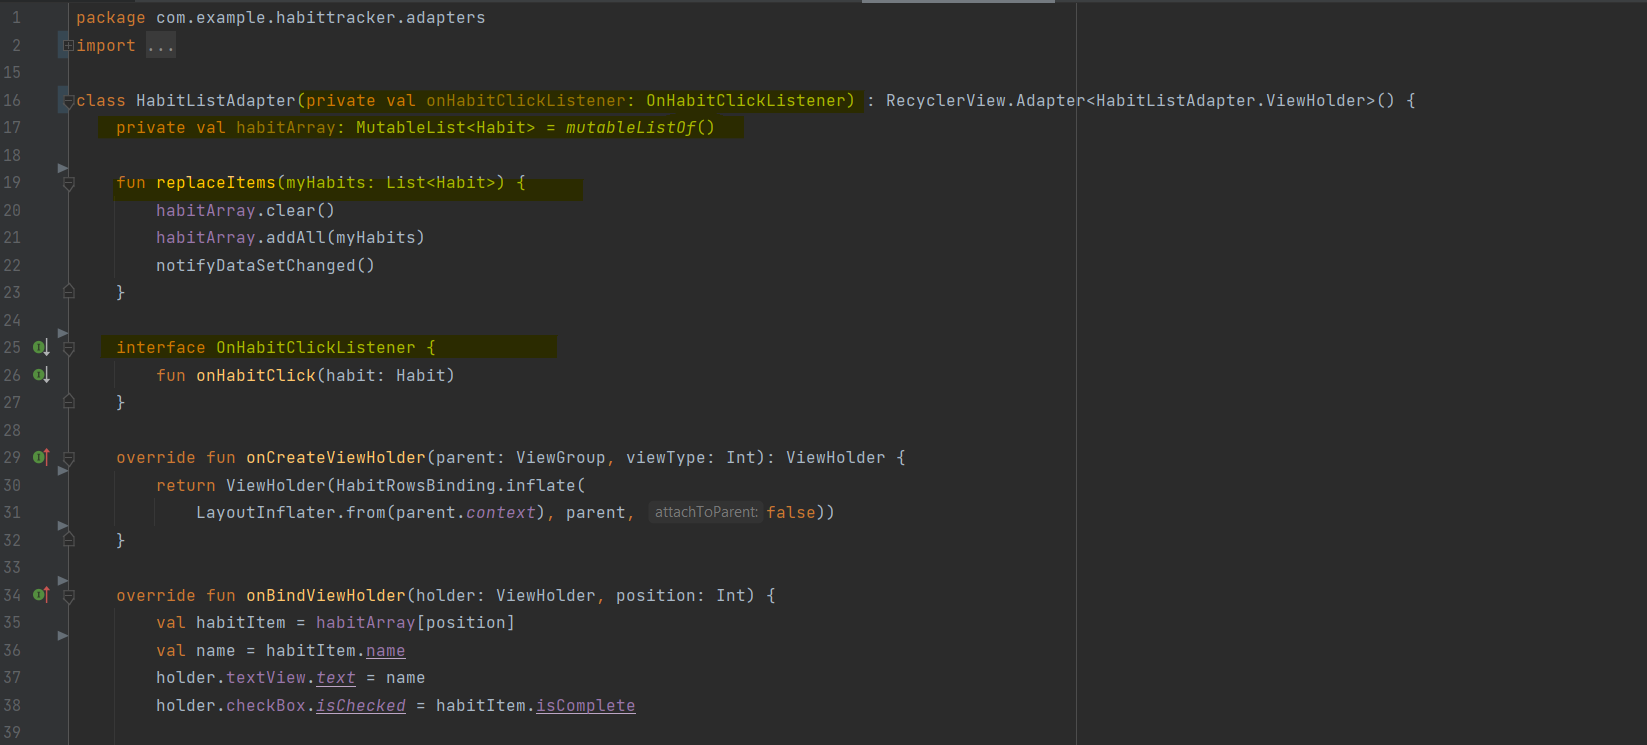 1 package com.example.habittracker.adapters
2 import ...
15
16 class HabitListAdapter(private val onHabitClickListener: OnHabitClickListener) : RecyclerView.Adapter<HabitListAdapter.ViewHolder>() {
17 private val habitArray: MutableList<Habit> = mutableListOf()
18
19 fun replaceItems(myHabits: List<Habit>) {
20 habitArray.clear()
21 habitArray.addAll(myHabits)
22 notifyDataSetChanged()
23 }
24
25 interface OnHabitClickListener {
26 fun onHabitClick(habit: Habit)
27 }
28
29 override fun onCreateViewHolder(parent: ViewGroup, viewType: Int): ViewHolder {
30 return ViewHolder(HabitRowsBinding.inflate(
31 LayoutInflater.from(parent.context), parent, attachToParent: false))
32 }
33
34 override fun onBindViewHolder(holder: ViewHolder, position: Int) {
35 val habitItem = habitArray[position]
36 val name = habitItem.name
37 holder.textView.text = name
38 holder.checkBox.isChecked = habitItem.isComplete
39